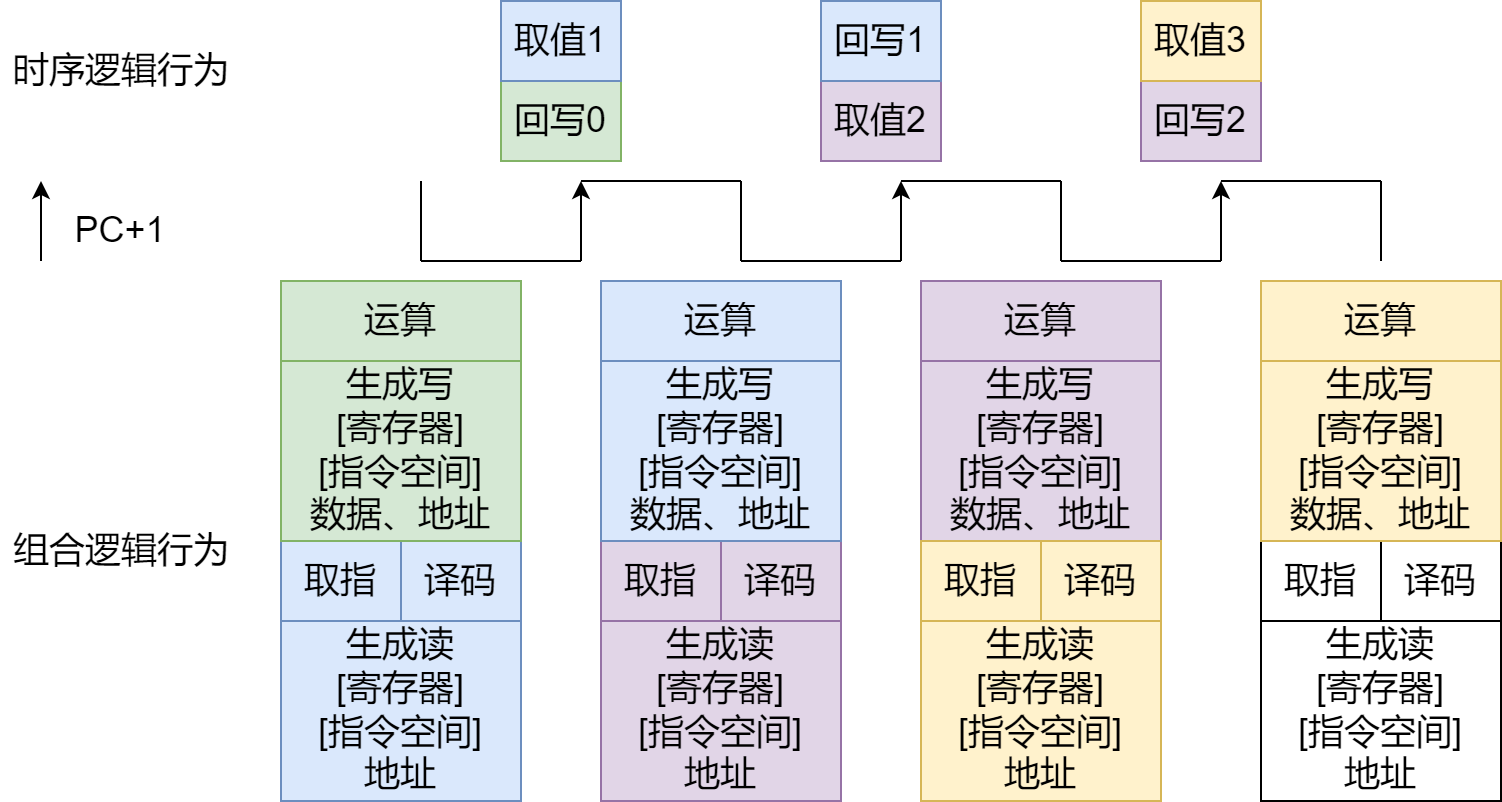 时序逻辑行为
取值1
回写0
回写1
取值2
取值3
回写2
PC+1
组合逻辑行为
运算
生成写
[寄存器]
[指令空间]
数据、地址
取指
译码
生成读
[寄存器]
[指令空间]
地址
运算
生成写
[寄存器]
[指令空间]
数据、地址
取指
译码
生成读
[寄存器]
[指令空间]
地址
运算
生成写
[寄存器]
[指令空间]
数据、地址
取指
译码
生成读
[寄存器]
[指令空间]
地址
运算
生成写
[寄存器]
[指令空间]
数据、地址
取指
译码
生成读
[寄存器]
[指令空间]
地址